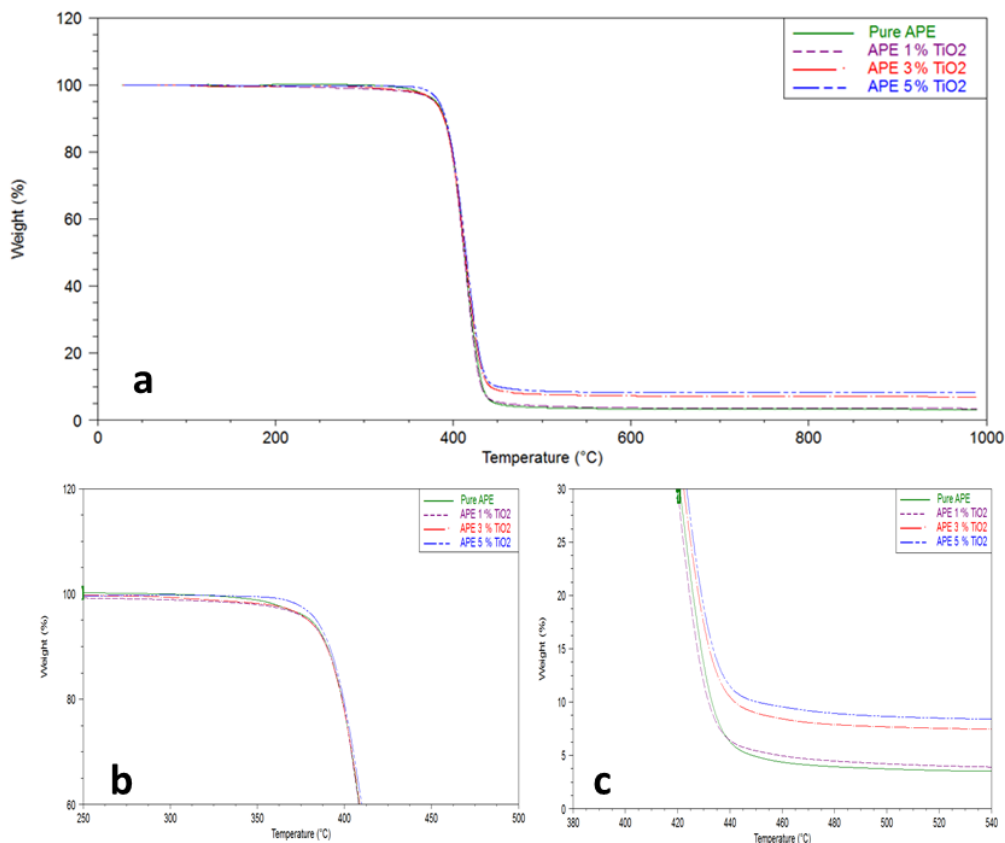 120
100
80
60
40
20
0
Weight (%)
Pure APE
APE 1% TiO2
APE 3 % TiO2
APE 5 % TiO2
a
0 200 400 600 800 1000
Temperature (°C)
120
100
80
60
Weight (%)
Pure APE
APE 1 % TiO2
APE 3 % TiO2
APE 5 % TiO2
b
250 300 350 400 450 500
Temperature (°C)
30
25
20
15
10
5
0
Weight (%)
Pure APE
APE 1 % TiO2
APE 3 % TiO2
APE 5 % TiO2
c
380 400 420 440 460 480 500 520 540
Temperature (°C)